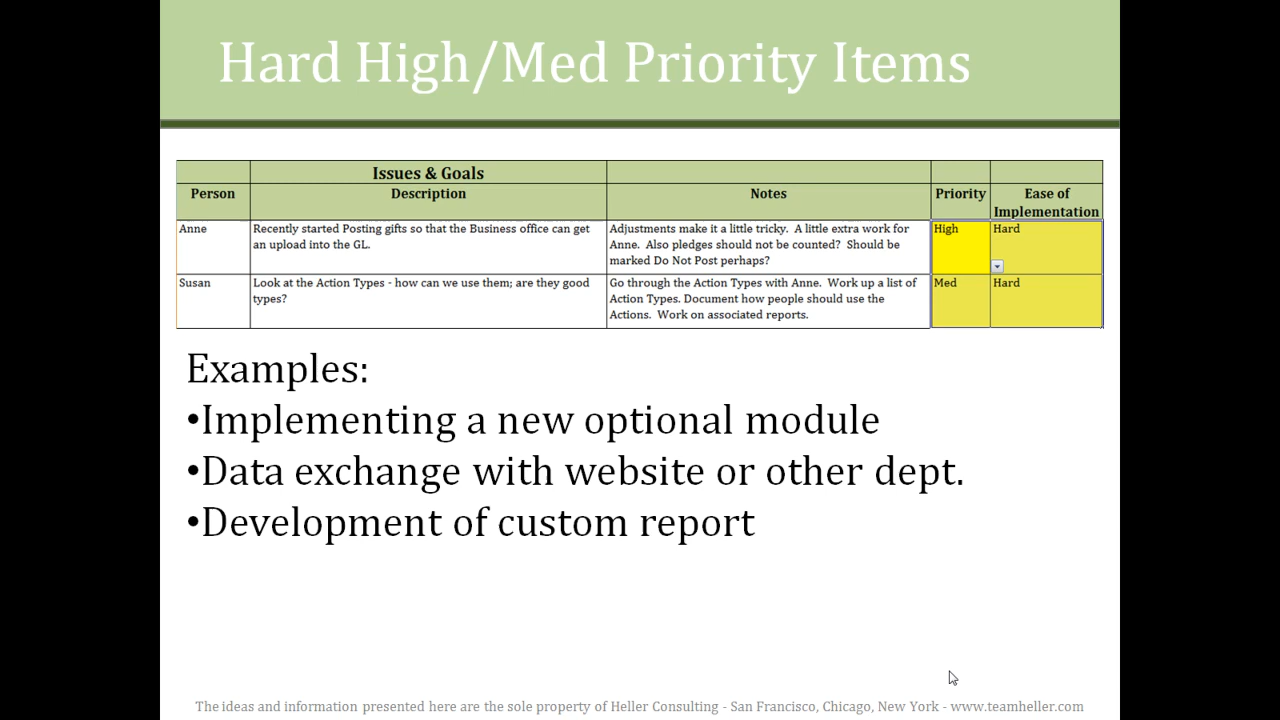 Hard High/Med Priority Items
Issues & Goals
Person Description Notes Priority Ease of
Implementation
Anne Recently started Posting gifts so that the Business office can get Adjustments make it a little tricky. A little extra work for High Hard
an upload into the GL. Anne. Also pledges should not be counted? Should be
marked Do Not Post perhaps?
Susan Look at the Action Types - how can we use them; are they good Go through the Action Types with Anne. Work up a list of Med Hard
types? Action Types. Document how people should use the
Actions. Work on associated reports.
Examples:
•Implementing a new optional module
•Data exchange with website or other dept.
•Development of custom report
The ideas and information presented here are the sole property of Heller Consulting - San Francisco, Chicago, New York - www.teamheller.com